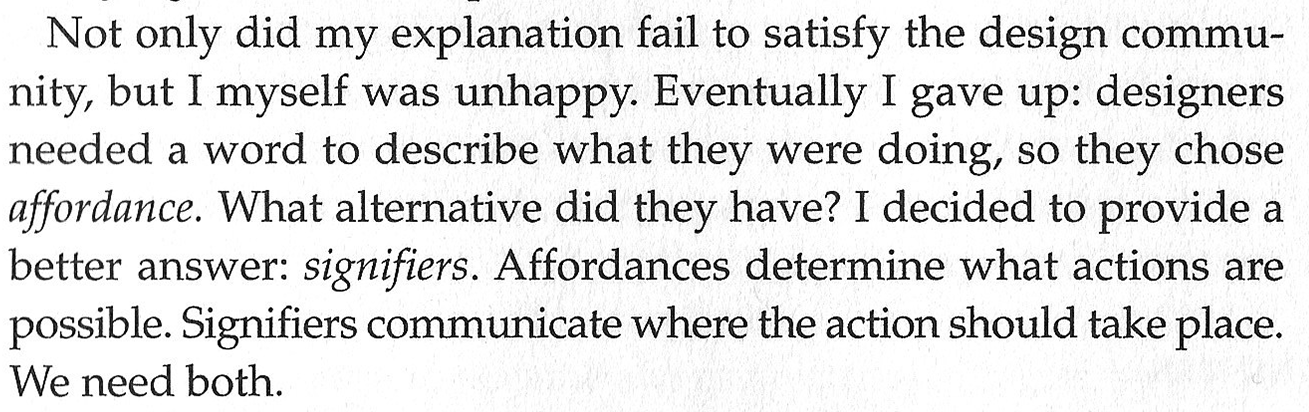 Not only did my explanation fail to satisfy the design commu-
nity, but I myself was unhappy. Eventually I gave up: designers
needed a word to describe what they were doing, so they chose
affordance. What alternative did they have? I decided to provide a
better answer: signifiers. Affordances determine what actions are
possible. Signifiers communicate where the action should take place.
We need both.